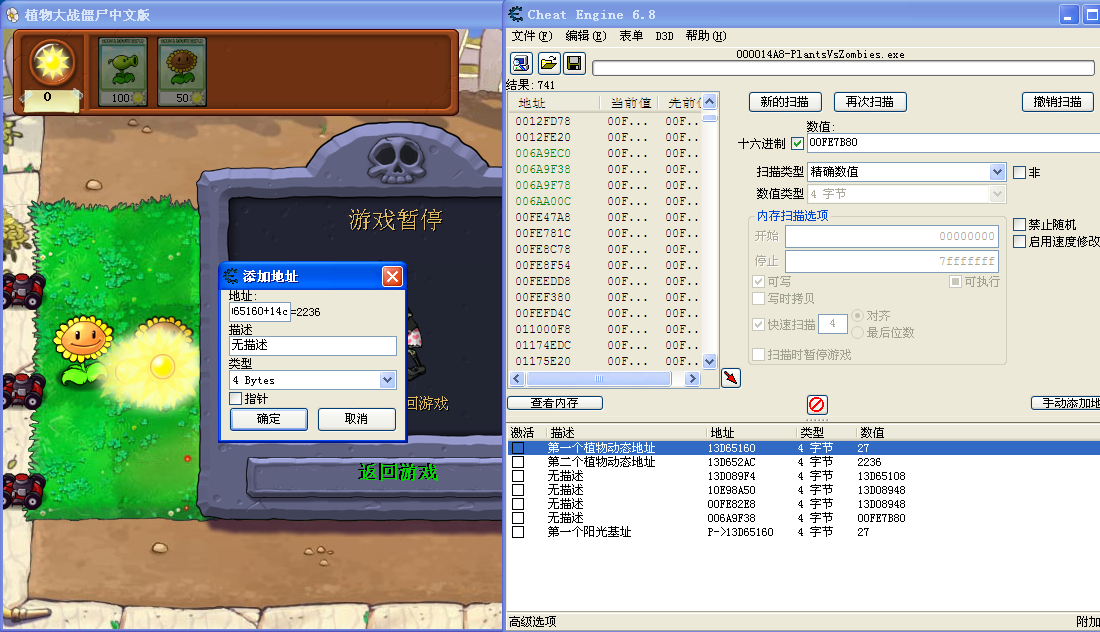 植物大战僵尸中文版
0
100
50
游戏暂停
回游戏
返回游戏
添加地址
地址:
65160+14c
=2236
描述
无描述
类型
4 Bytes
指针
确定
取消
Cheat Engine 6.8
文件(F) 编辑(E) 表单 D3D 帮助(H)
000014A8-PlantsVsZombies.exe
结果: 741
地址 当前值 先前
0012FD78 00F... 00F...
0012FE20 00F... 00F...
006A9EC0 00F... 00F...
006A9F38 00F... 00F...
006A9F78 00F... 00F...
006AA00C 00F... 00F...
00FE47A8 00F... 00F...
00FE781C 00F... 00F...
00FE8C78 00F... 00F...
00FE8F54 00F... 00F...
00FEEDD8 00F... 00F...
00FEF380 00F... 00F...
00FEFD4C 00F... 00F...
011000F8 00F... 00F...
01174EDC 00F... 00F...
01175E20 00F... 00F...
新的扫描 再次扫描 撤销扫描
数值:
十六进制 00FE7B80
扫描类型 精确数值 非
数值类型 4 字节
内存扫描选项
开始 00000000
停止 7fffffff
可写 可执行
写时拷贝
快速扫描 4 对齐
最后位数
扫描时暂停游戏
禁止随机
启用速度修改
查看内存 手动添加地
激活 描述 地址 类型 数值
第一个植物动态地址 13D65160 4 字节 27
第二个植物动态地址 13D652AC 4 字节 2236
无描述 13D089F4 4 字节 13D65108
无描述 10E98A50 4 字节 13D08948
无描述 00FE82E8 4 字节 13D08948
无描述 006A9F38 4 字节 00FE7B80
第一个阳光基址 P->13D65160 4 字节 27
高级选项 附加